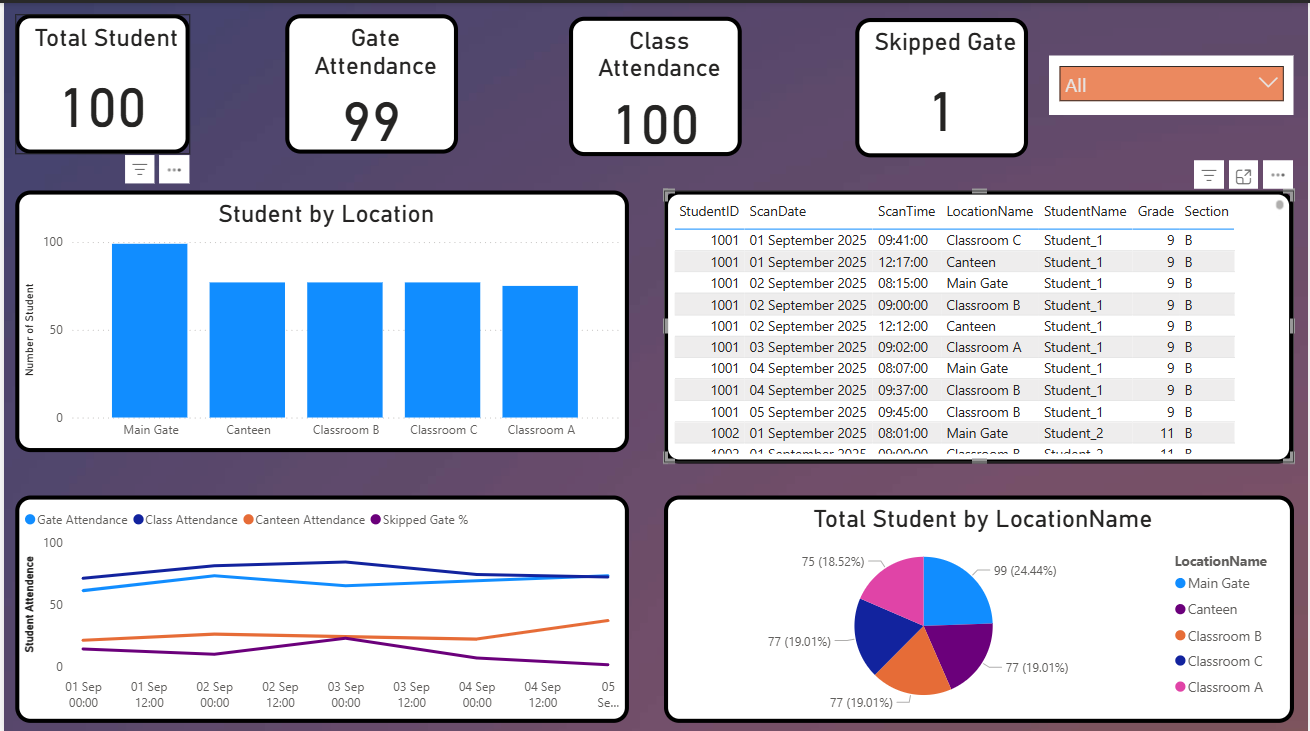 Total Student
100
Gate
Attendance
99
Class
Attendance
100
Skipped Gate
1
All
Student by Location
Number of Student
100
50
0
Main Gate Canteen Classroom B Classroom C Classroom A
StudentID ScanDate ScanTime LocationName StudentName Grade Section
1001 01 September 2025 09:41:00 Classroom C Student_1 9 B
1001 01 September 2025 12:17:00 Canteen Student_1 9 B
1001 02 September 2025 08:15:00 Main Gate Student_1 9 B
1001 02 September 2025 09:00:00 Classroom B Student_1 9 B
1001 02 September 2025 12:12:00 Canteen Student_1 9 B
1001 03 September 2025 09:02:00 Classroom A Student_1 9 B
1001 04 September 2025 08:07:00 Main Gate Student_1 9 B
1001 04 September 2025 09:37:00 Classroom B Student_1 9 B
1001 05 September 2025 09:45:00 Classroom B Student_1 9 B
1002 01 September 2025 08:01:00 Main Gate Student_2 11 B
1002 01 September 2025 09:00:00 Classroom B Student_2 11 B
Gate Attendance Class Attendance Canteen Attendance Skipped Gate %
Student Attendence
100
50
0
01 Sep 01 Sep 02 Sep 02 Sep 03 Sep 03 Sep 04 Sep 04 Sep 05
00:00 12:00 00:00 12:00 00:00 12:00 00:00 12:00 Se...
Total Student by LocationName
75 (18.52%)
99 (24.44%)
77 (19.01%)
77 (19.01%)
77 (19.01%)
LocationName
Main Gate
Canteen
Classroom B
Classroom C
Classroom A